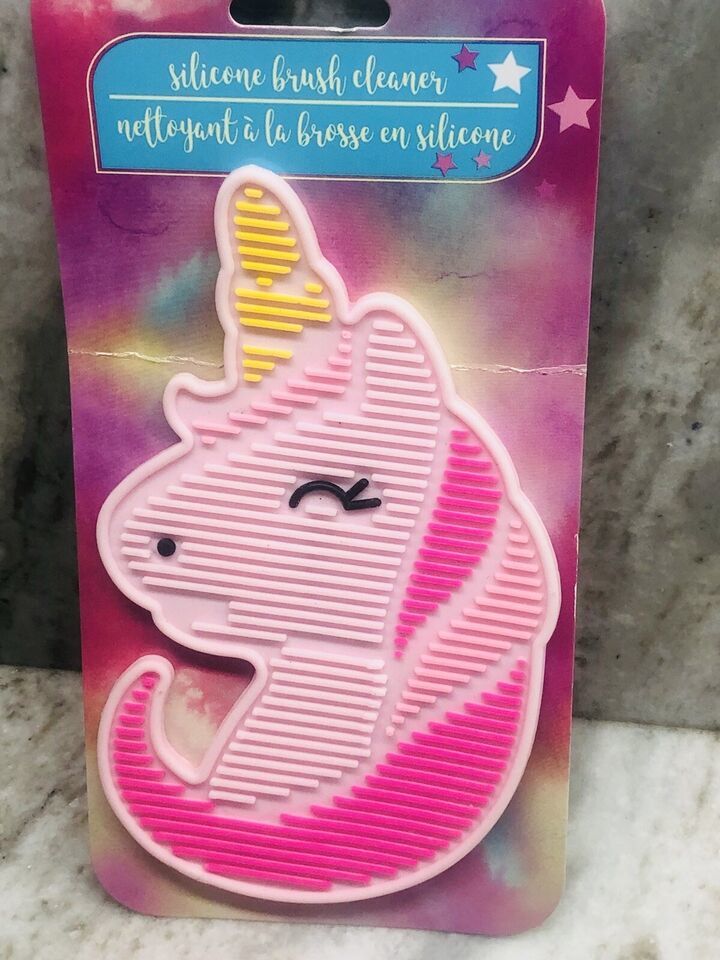 silicone brush cleaner
nettoyant à la brosse en silicone